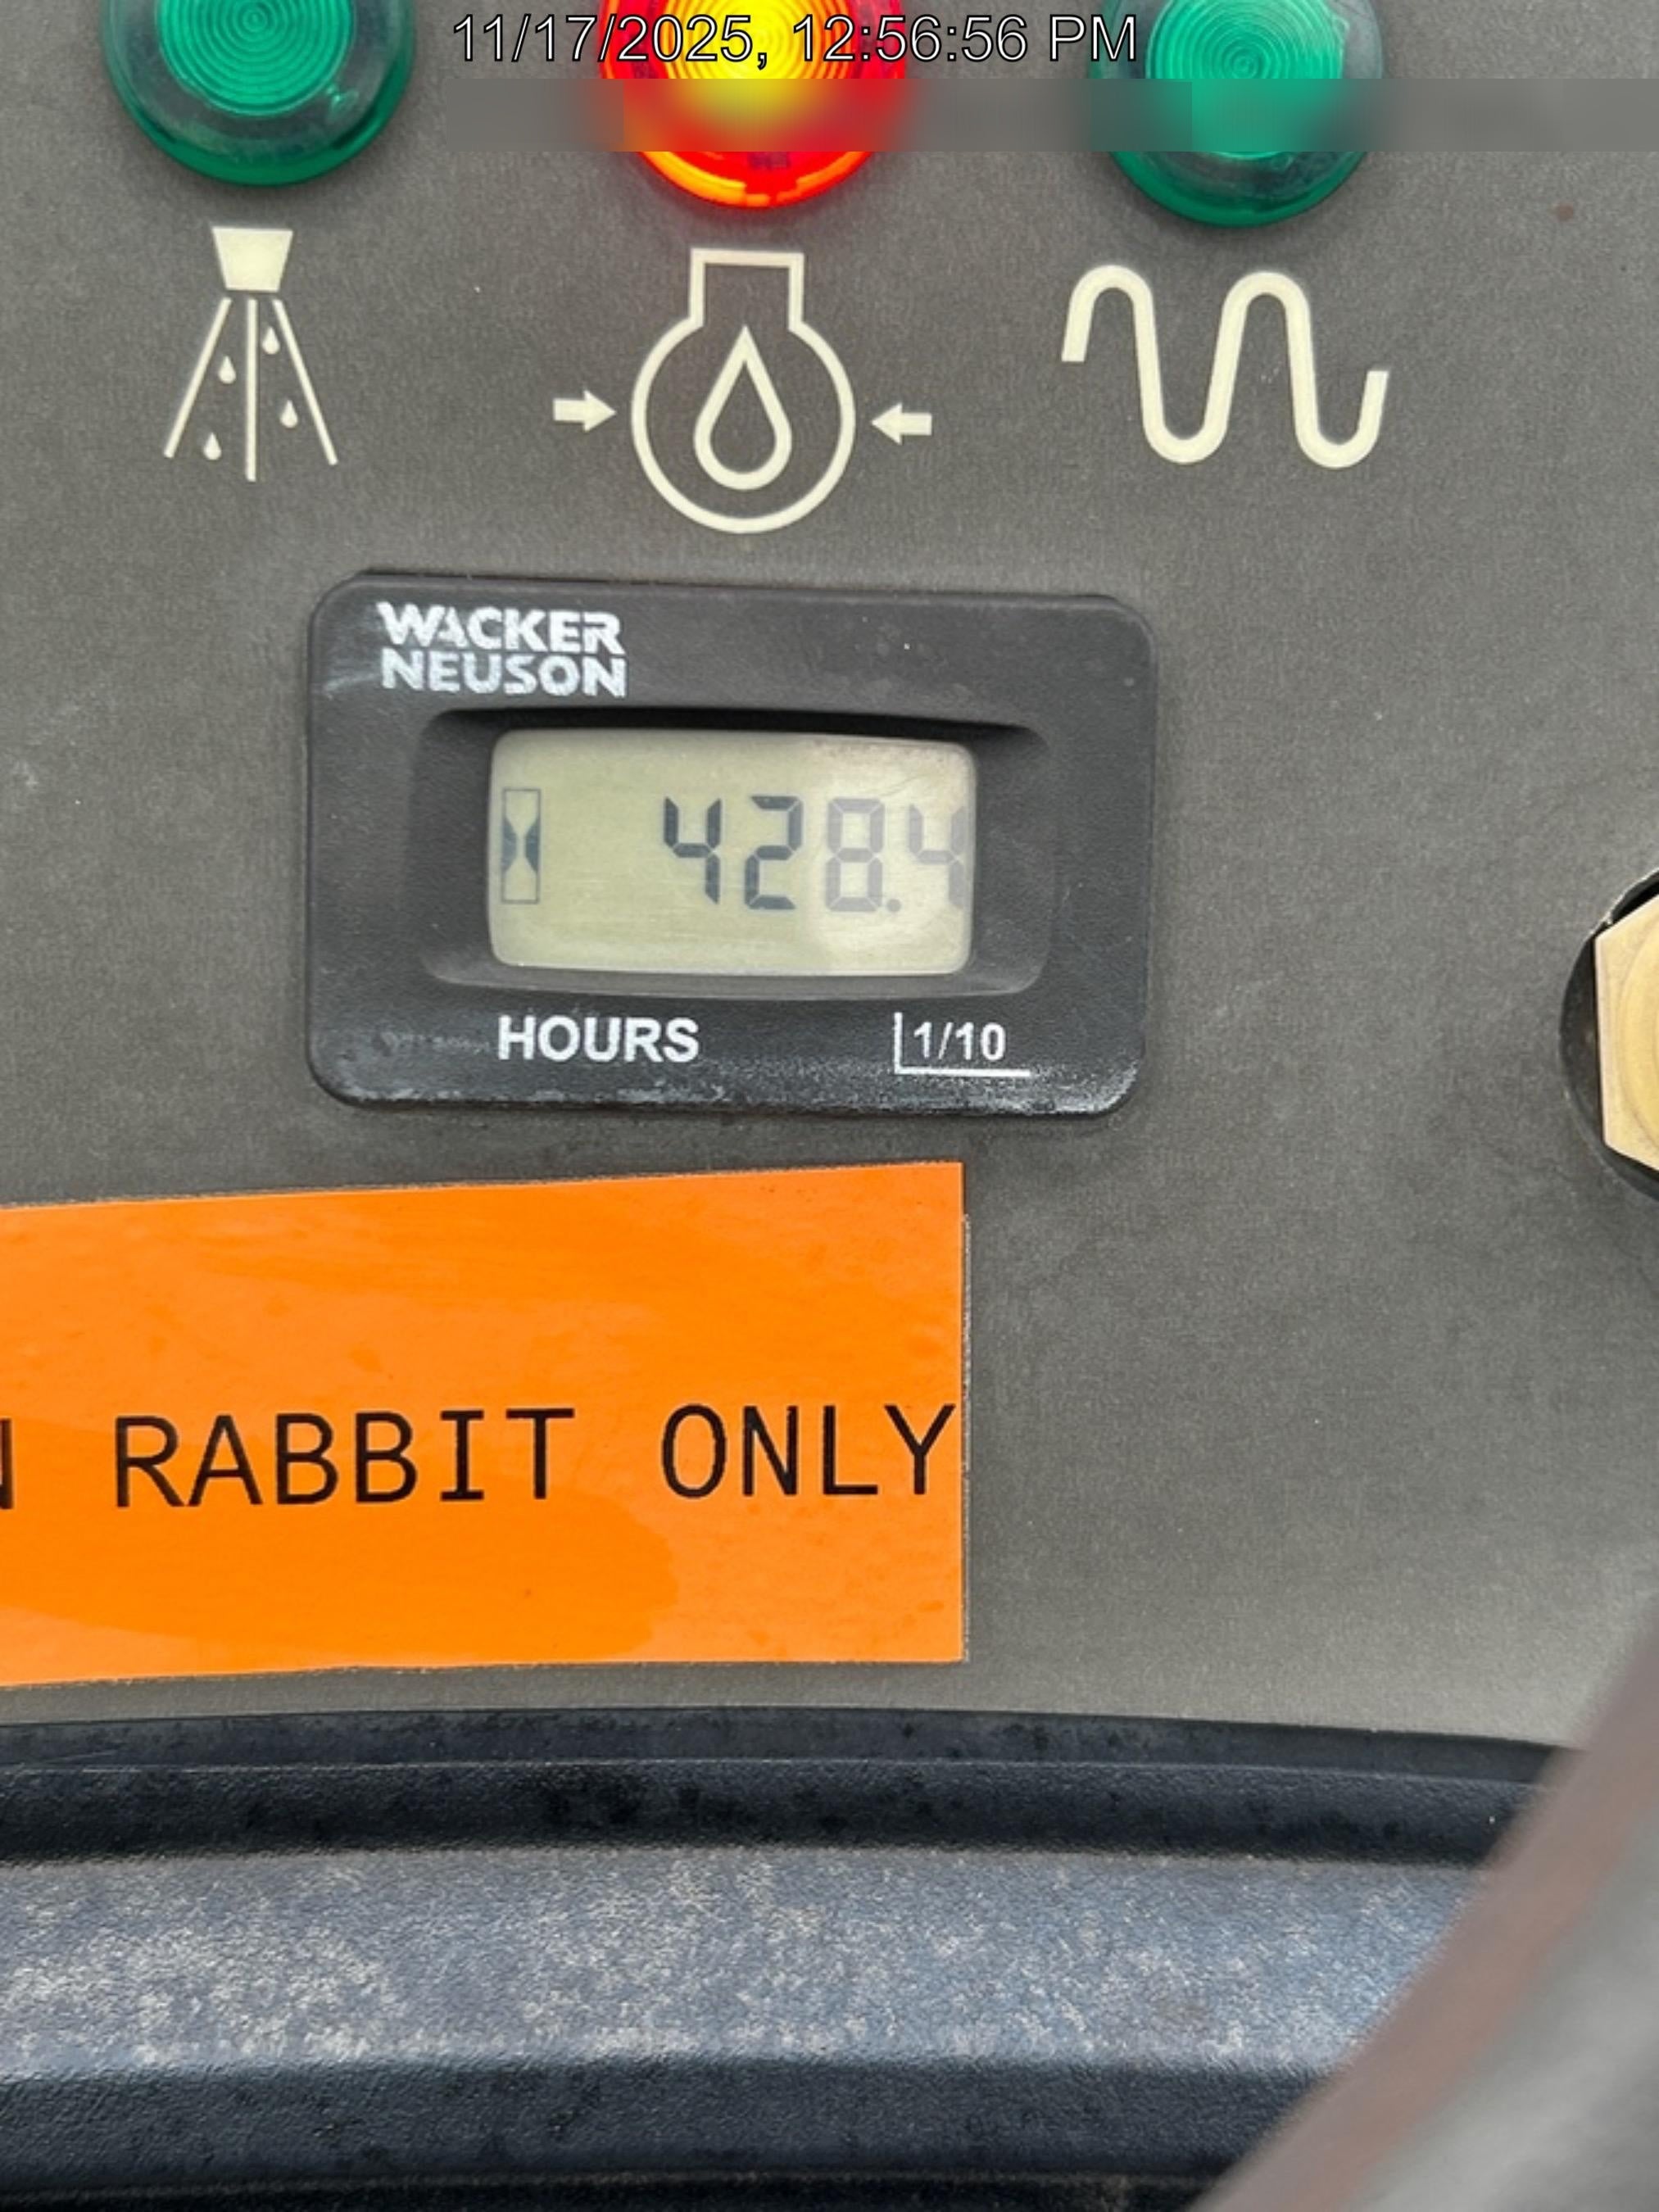 11/17/2025, 12:56:56 PM
WACKER
NEUSON
428.4
HOURS 1/10
N RABBIT ONLY